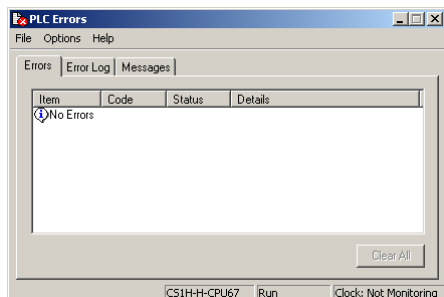 PLC Errors
File Options Help
Errors Error Log Messages
Item Code Status Details
No Errors
Clear All
CS1H-H-CPU67 Run Clock: Not Monitoring